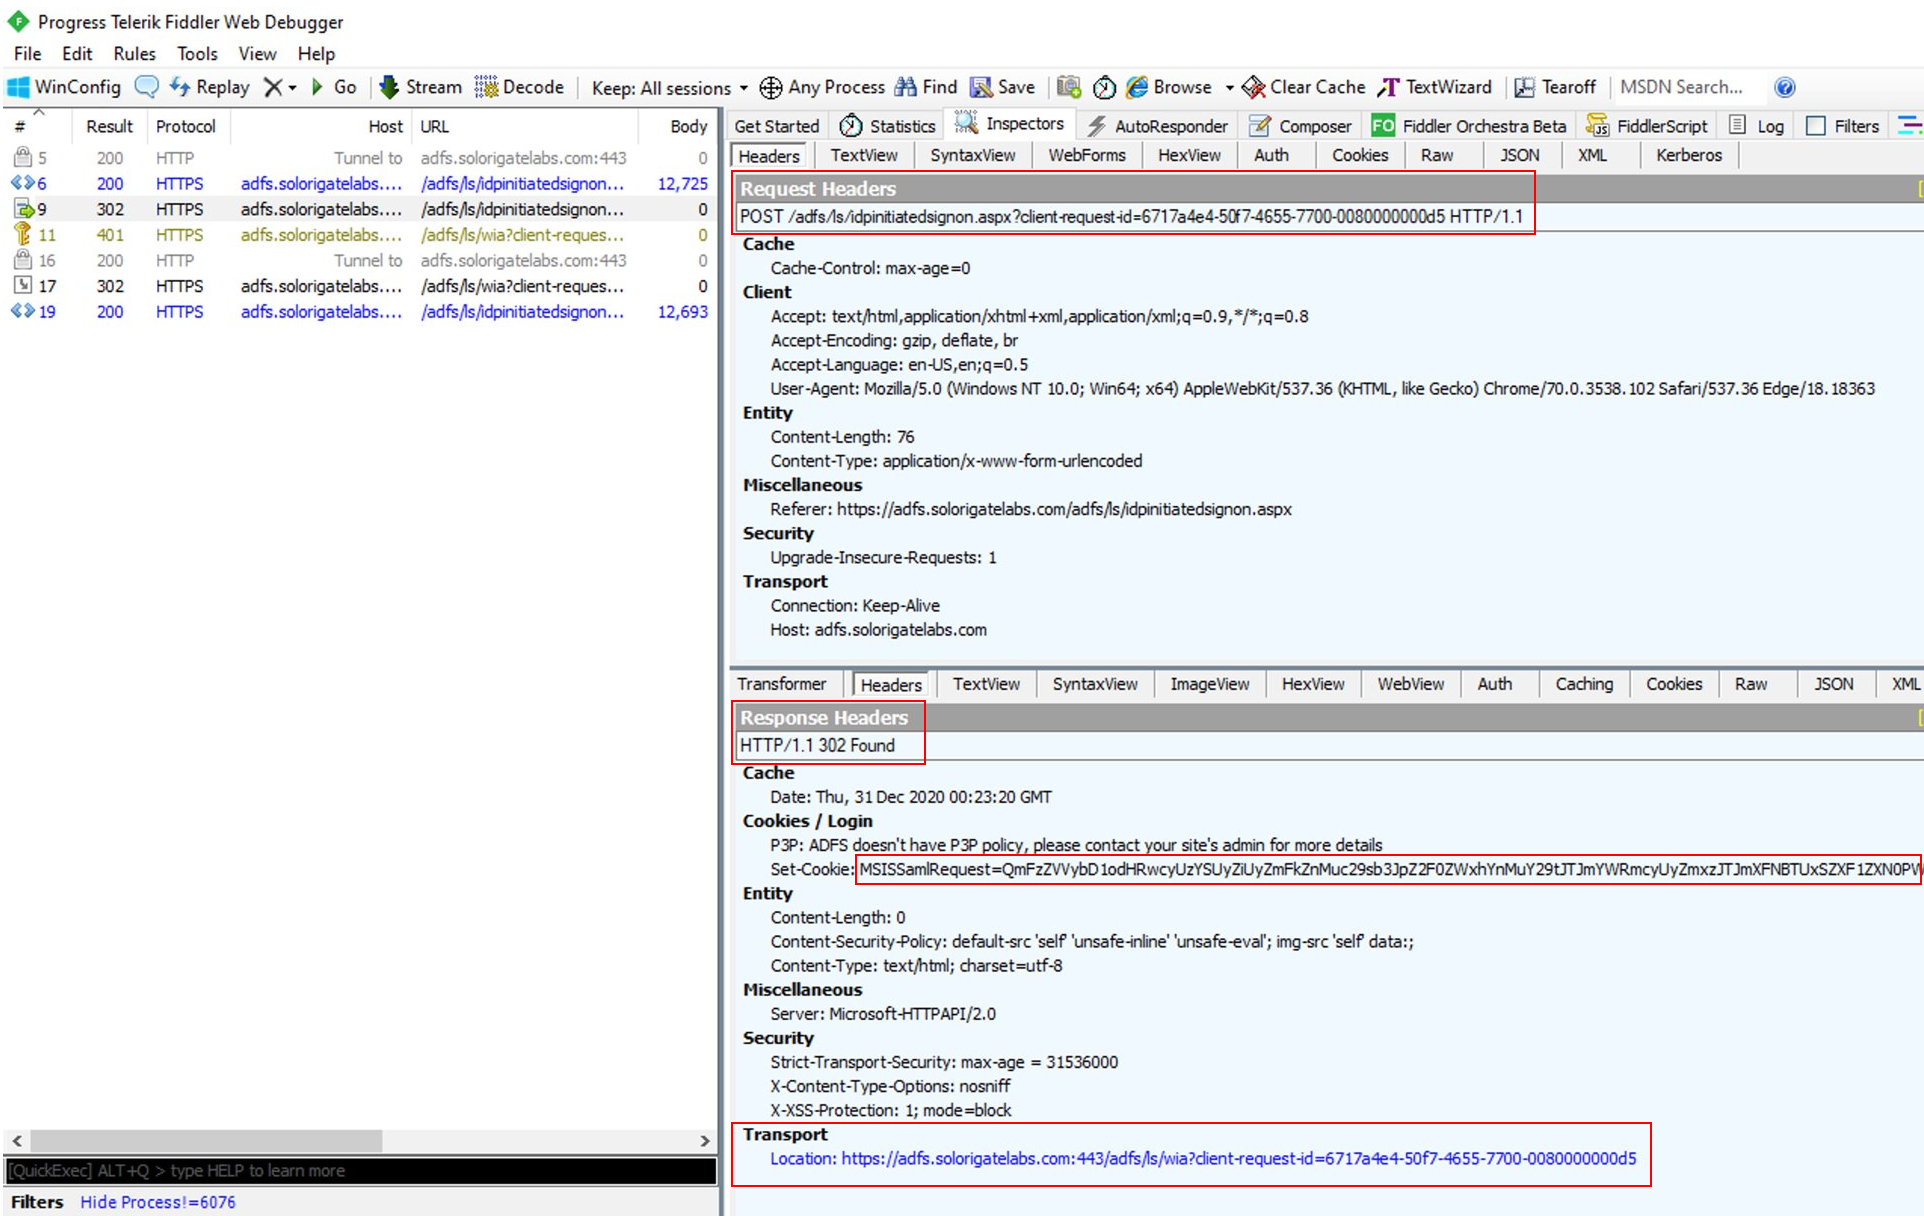 Progress Telerik Fiddler Web Debugger
File Edit Rules Tools View Help
WinConfig Replay Go Stream Decode Keep: All sessions Any Process Find Save Browse Clear Cache TextWizard Tearoff MSDN Search...
# Result Protocol Host URL Body
5 200 HTTP Tunnel to adfs.solorigatelabs.com:443 0
6 200 HTTPS adfs.solorigatelabs.... /adfs/ls/idpinitiatedsignon... 12,725
9 302 HTTPS adfs.solorigatelabs.... /adfs/ls/idpinitiatedsignon... 0
11 401 HTTPS adfs.solorigatelabs.... /adfs/ls/wia?client-reques... 0
16 200 HTTP Tunnel to adfs.solorigatelabs.com:443 0
17 302 HTTPS adfs.solorigatelabs.... /adfs/ls/wia?client-reques... 0
19 200 HTTPS adfs.solorigatelabs.... /adfs/ls/idpinitiatedsignon... 12,693
[QuickExec] ALT+Q > type HELP to learn more
Filters Hide Process!=6076
Get Started Statistics Inspectors AutoResponder Composer FO Fiddler Orchestra Beta FiddlerScript Log Filters
Headers TextView SyntaxView WebForms HexView Auth Cookies Raw JSON XML Kerberos
Request Headers
POST /adfs/ls/idpinitiatedsignon.aspx?client-request-id=6717a4e4-50f7-4655-7700-0080000000d5 HTTP/1.1
Cache
Cache-Control: max-age=0
Client
Accept: text/html,application/xhtml+xml,application/xml;q=0.9,*/*;q=0.8
Accept-Encoding: gzip, deflate, br
Accept-Language: en-US,en;q=0.5
User-Agent: Mozilla/5.0 (Windows NT 10.0; Win64; x64) AppleWebKit/537.36 (KHTML, like Gecko) Chrome/70.0.3538.102 Safari/537.36 Edge/18.18363
Entity
Content-Length: 76
Content-Type: application/x-www-form-urlencoded
Miscellaneous
Referer: https://adfs.solorigatelabs.com/adfs/ls/idpinitiatedsignon.aspx
Security
Upgrade-Insecure-Requests: 1
Transport
Connection: Keep-Alive
Host: adfs.solorigatelabs.com
Transformer Headers TextView SyntaxView ImageView HexView WebView Auth Caching Cookies Raw JSON XML
Response Headers
HTTP/1.1 302 Found
Cache
Date: Thu, 31 Dec 2020 00:23:20 GMT
Cookies / Login
P3P: ADFS doesn't have P3P policy, please contact your site's admin for more details
Set-Cookie: MSISSamlRequest=QmFzZVVybD1odHRwcyUzYSUyZiUyZmFkZnMuc29sb3JpZ2F0ZWxhYnMuY29tJTJmYWRmcyUyZmxzJTJmXFNBTUxSZXF1ZXN0PW
Entity
Content-Length: 0
Content-Security-Policy: default-src 'self' 'unsafe-inline' 'unsafe-eval'; img-src 'self' data:;
Content-Type: text/html; charset=utf-8
Miscellaneous
Server: Microsoft-HTTPAPI/2.0
Security
Strict-Transport-Security: max-age = 31536000
X-Content-Type-Options: nosniff
X-XSS-Protection: 1; mode=block
Transport
Location: https://adfs.solorigatelabs.com:443/adfs/ls/wia?client-request-id=6717a4e4-50f7-4655-7700-0080000000d5